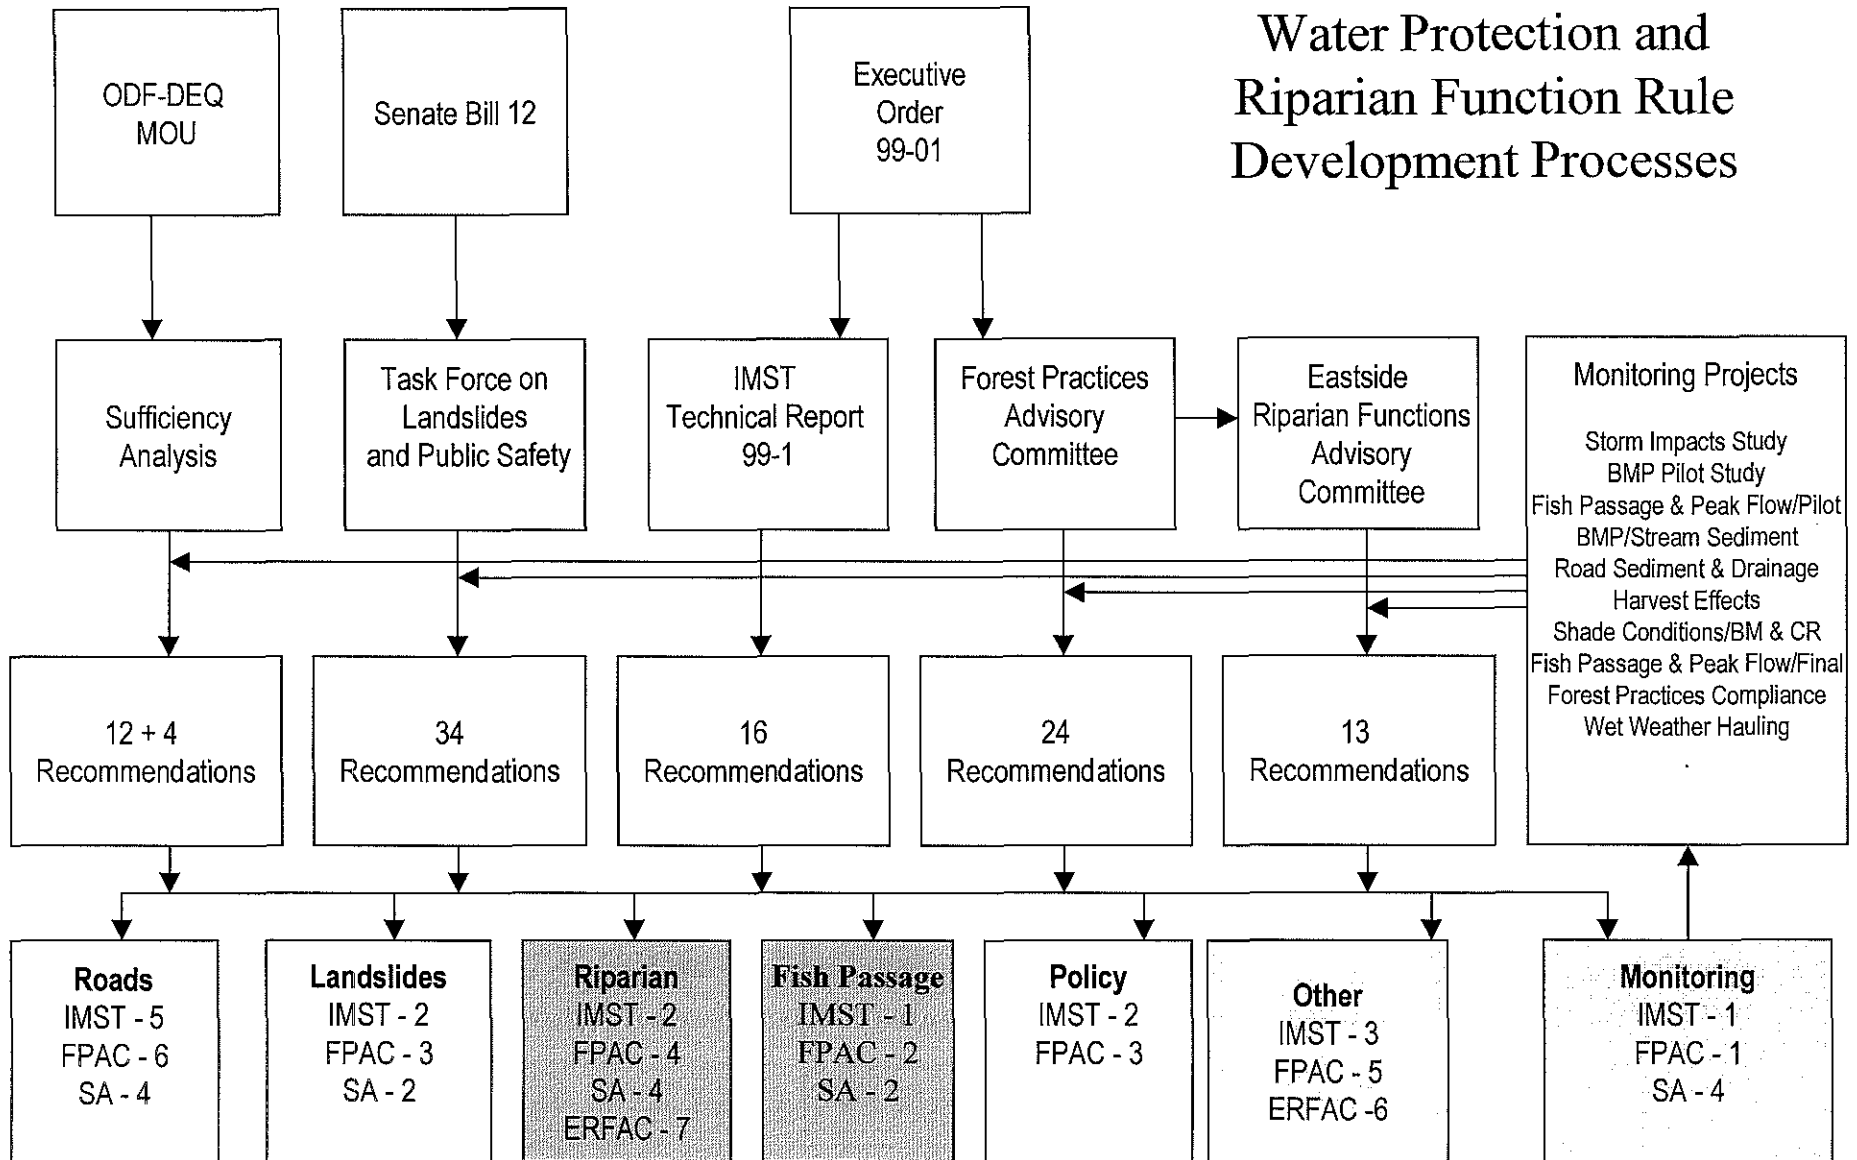 Water Protection and
Riparian Function Rule
Development Processes
ODF-DEQ
MOU
Senate Bill 12
Executive
Order
99-01
Sufficiency
Analysis
Task Force on
Landslides
and Public Safety
IMST
Technical Report
99-1
Forest Practices
Advisory
Committee
Eastside
Riparian Functions
Advisory
Committee
Monitoring Projects
Storm Impacts Study
BMP Pilot Study
Fish Passage & Peak Flow/Pilot
BMP/Stream Sediment
Road Sediment & Drainage
Harvest Effects
Shade Conditions/BM & CR
Fish Passage & Peak Flow/Final
Forest Practices Compliance
Wet Weather Hauling
.
12 + 4
Recommendations
34
Recommendations
16
Recommendations
24
Recommendations
13
Recommendations
Roads
IMST - 5
FPAC - 6
SA - 4
Landslides
IMST - 2
FPAC - 3
SA - 2
Riparian
IMST - 2
FPAC - 4
SA - 4
ERFAC - 7
Fish Passage
IMST - 1
FPAC - 2
SA - 2
Policy
IMST - 2
FPAC - 3
Other
IMST - 3
FPAC - 5
ERFAC -6
Monitoring
IMST - 1
FPAC - 1
SA - 4